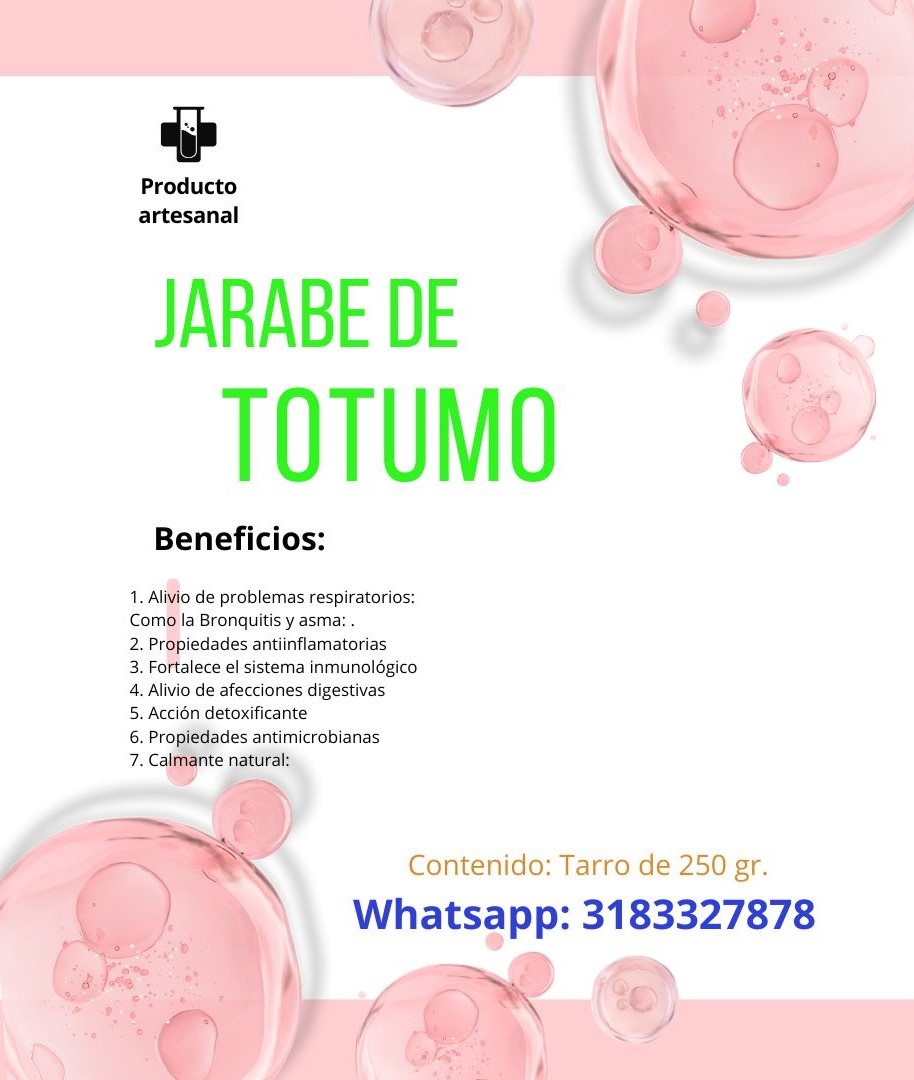 Producto
artesanal
JARABE DE
TOTUMO
Beneficios:
1. Alivio de problemas respiratorios:
Como la Bronquitis y asma: .
2. Propiedades antiinflamatorias
3. Fortalece el sistema inmunológico
4. Alivio de afecciones digestivas
5. Acción detoxificante
6. Propiedades antimicrobianas
7. Calmante natural:
Contenido: Tarro de 250 gr.
Whatsapp: 3183327878